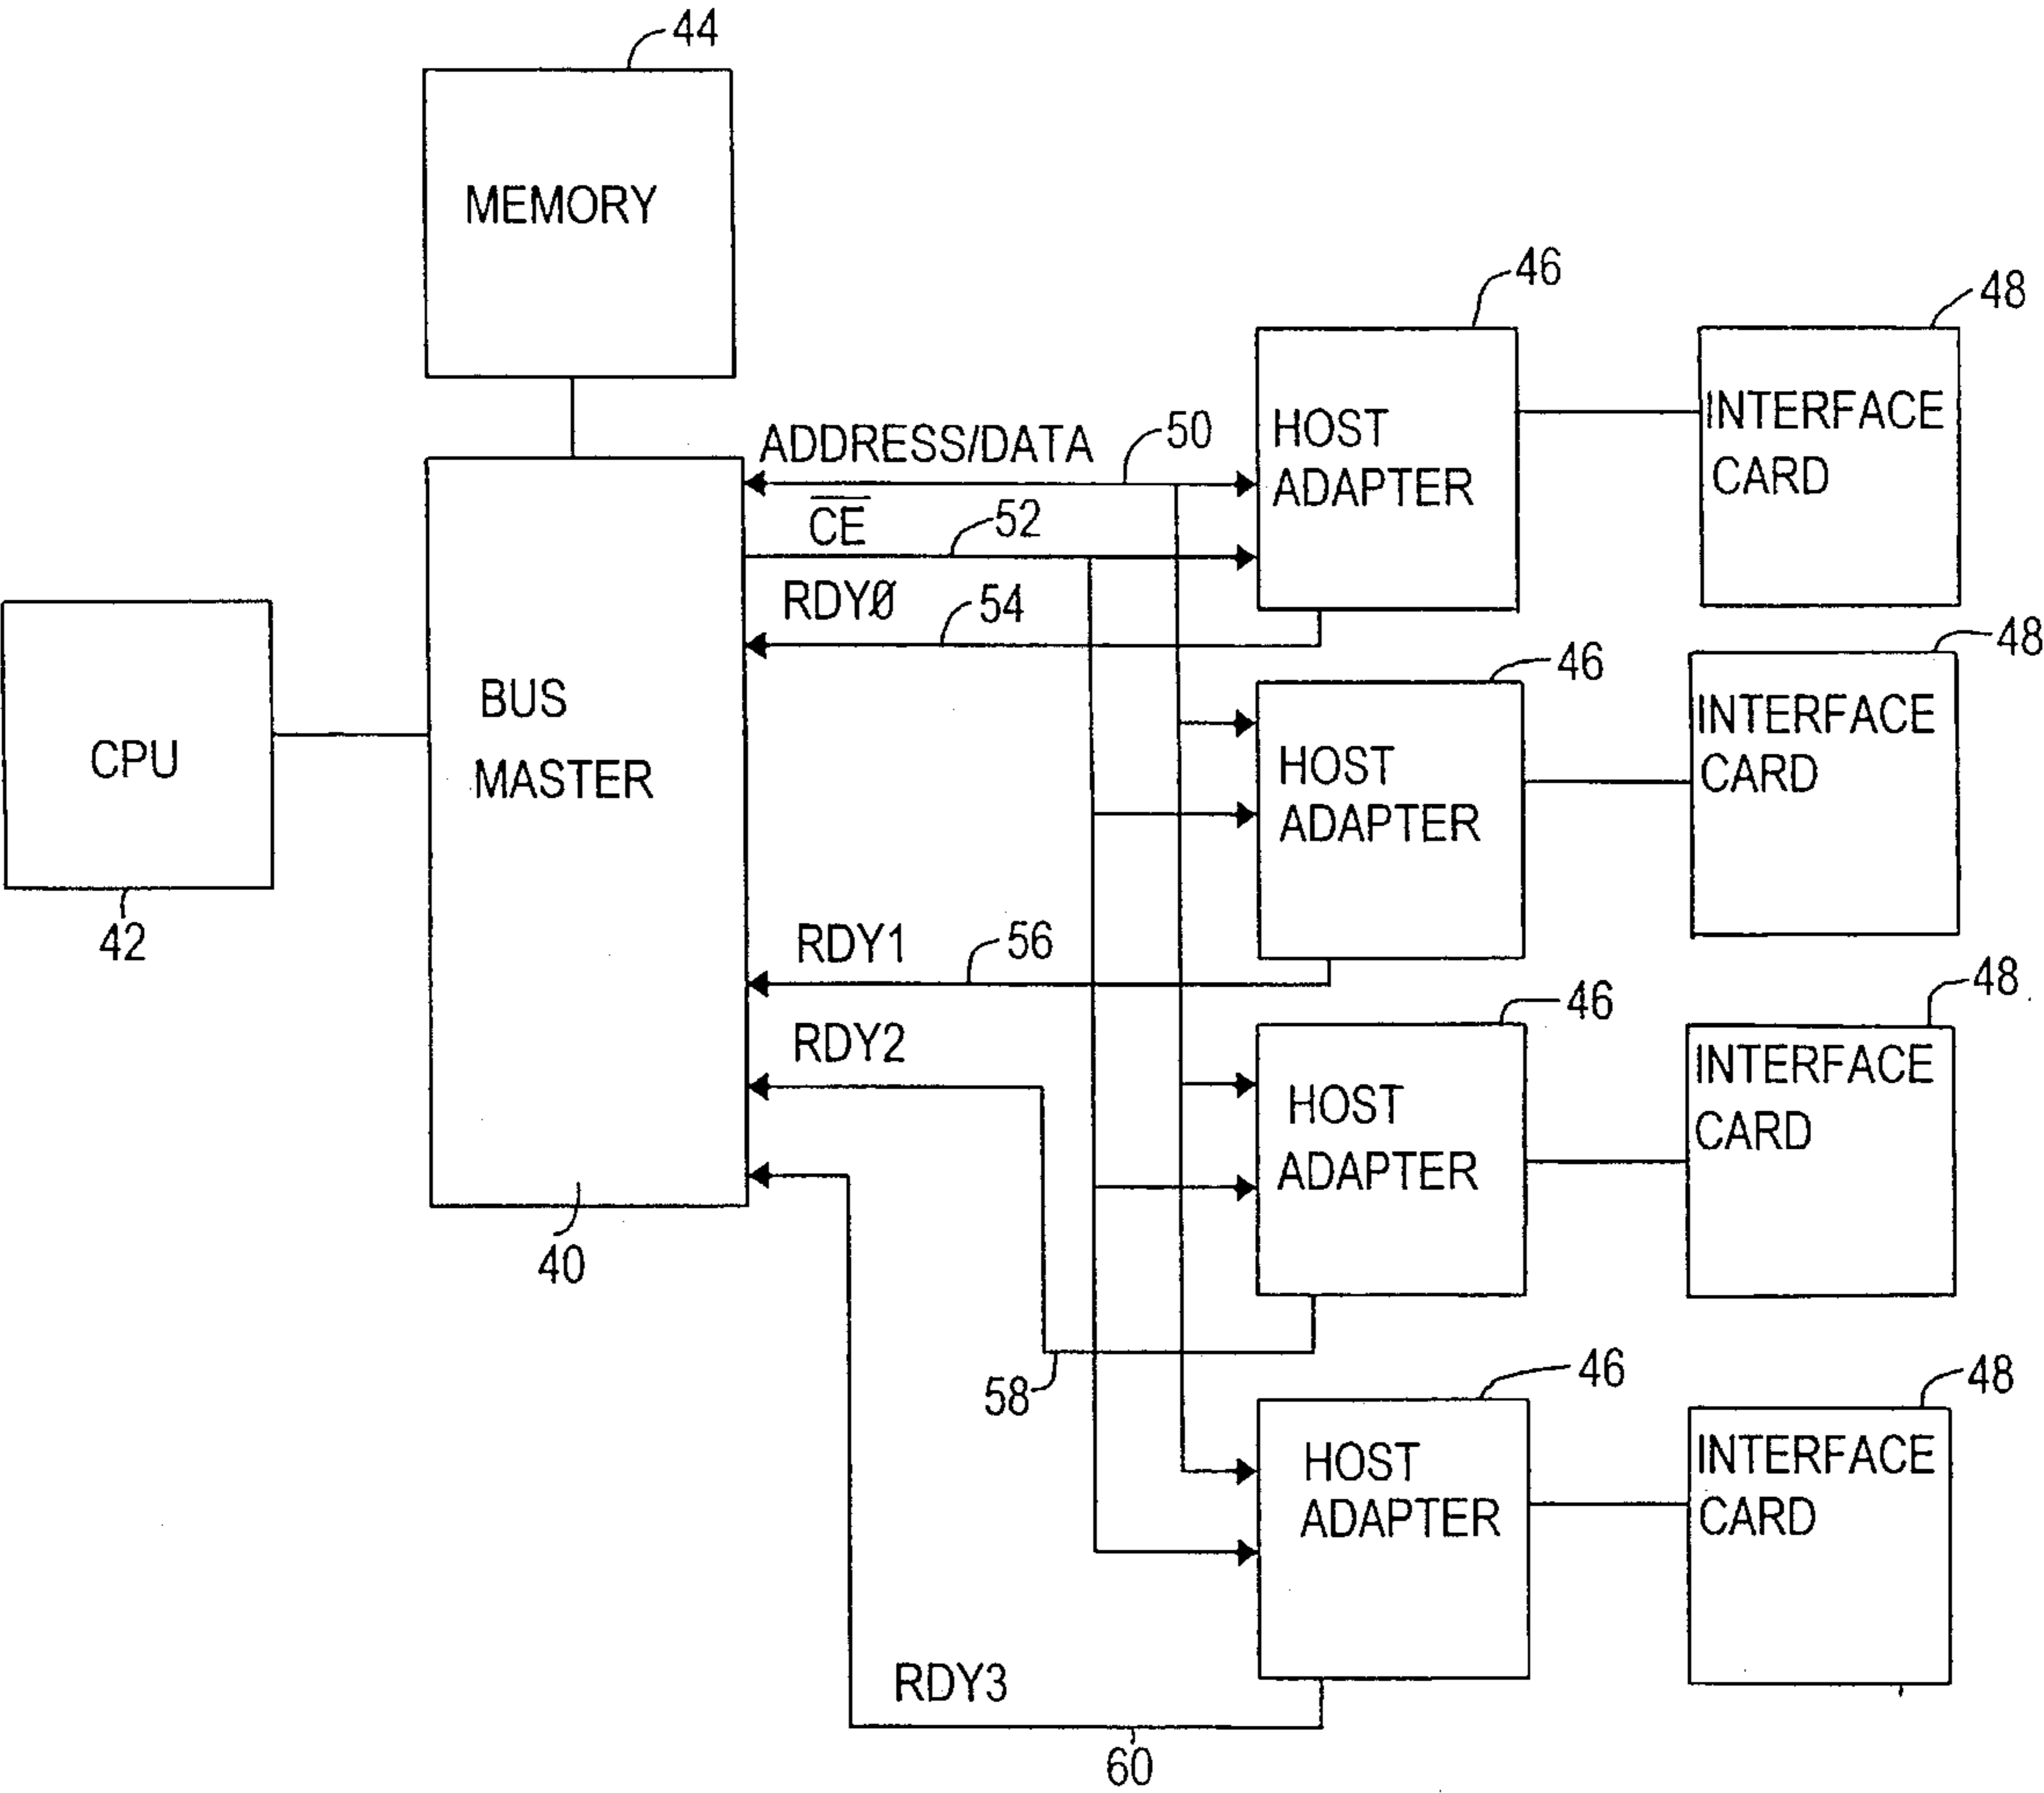 44
MEMORY
46
48
ADDRESS/DATA
50
HOST
ADAPTER
INTERFACE
CARD
C̅E̅
52
RDYØ
54
BUS
MASTER
CPU
42
46
48
HOST
ADAPTER
INTERFACE
CARD
RDY1
56
RDY2
46
48
HOST
ADAPTER
INTERFACE
CARD
40
58
46
48
HOST
ADAPTER
INTERFACE
CARD
RDY3
60